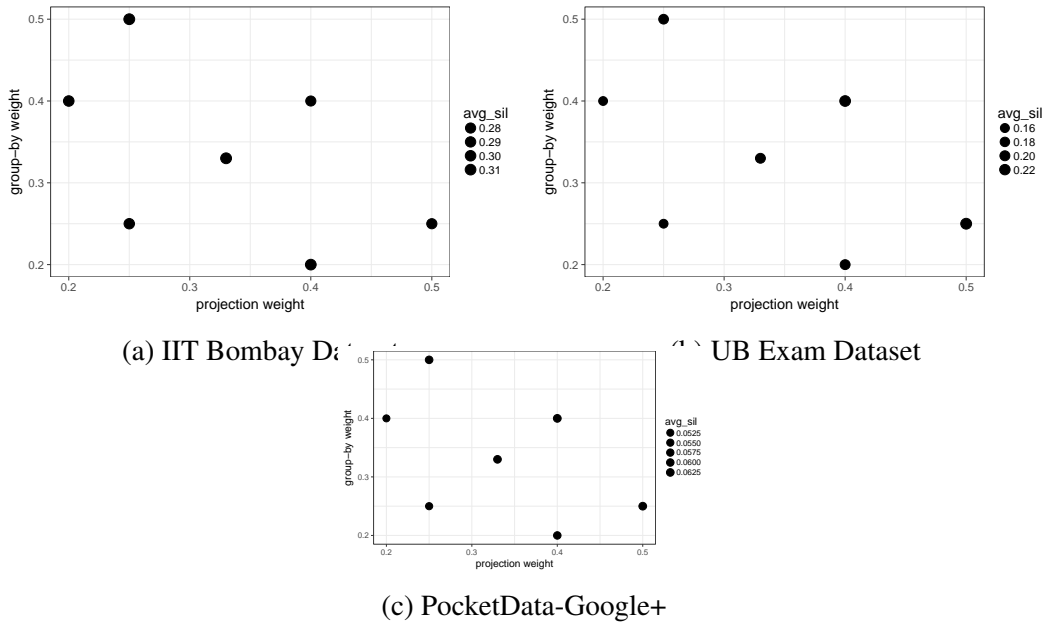 0.5
0.4
0.3
0.2
group−by weight
0.2 0.3 0.4 0.5
projection weight
avg_sil
0.28
0.29
0.30
0.31
(a) IIT Bombay
0.5
0.4
0.3
0.2
group−by weight
0.2 0.3 0.4 0.5
projection weight
avg_sil
0.16
0.18
0.20
0.22
UB Exam Dataset
0.5
0.4
0.3
0.2
group−by weight
0.2 0.3 0.4 0.5
projection weight
avg_sil
0.0525
0.0550
0.0575
0.0600
0.0625
(c) PocketData-Google+